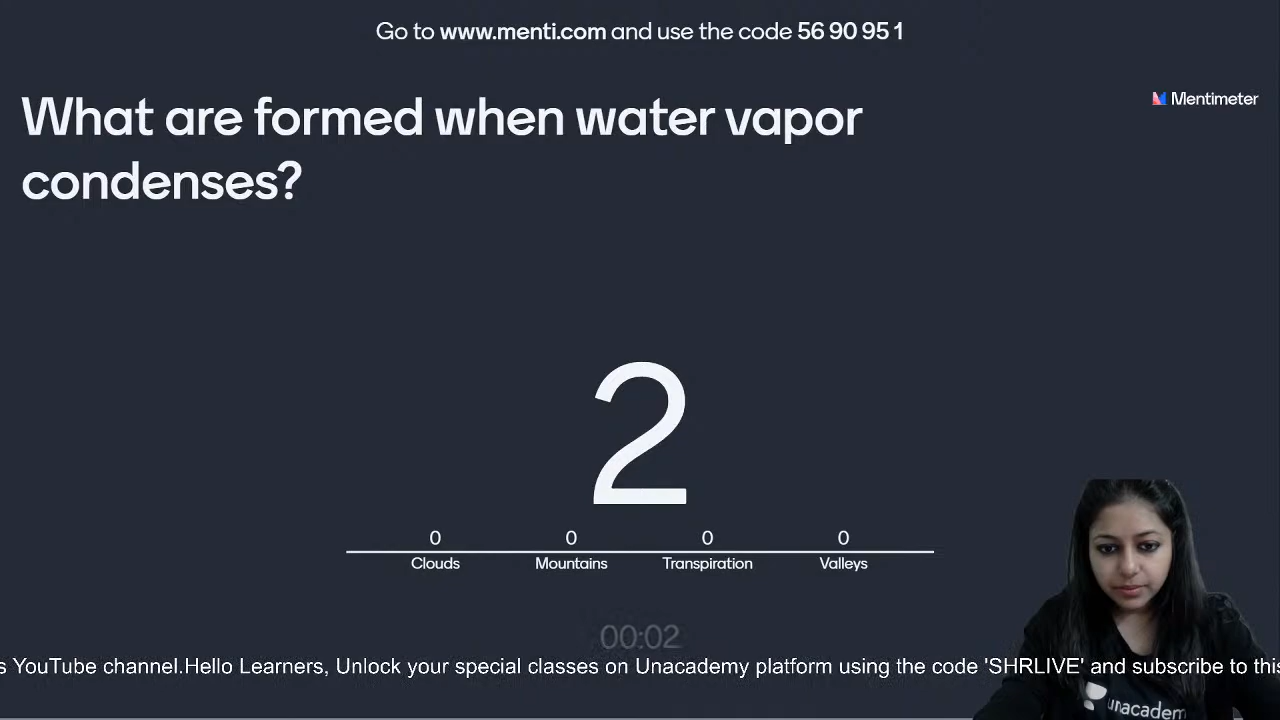 Go to www.menti.com and use the code 56 90 95 1
Mentimeter
What are formed when water vapor
condenses?
2
0 0 0 0
Clouds Mountains Transpiration Valleys
00:02
s YouTube channel.Hello Learners, Unlock your special classes on Unacademy platform using the code 'SHRLIVE' and subscribe to this
unacadem